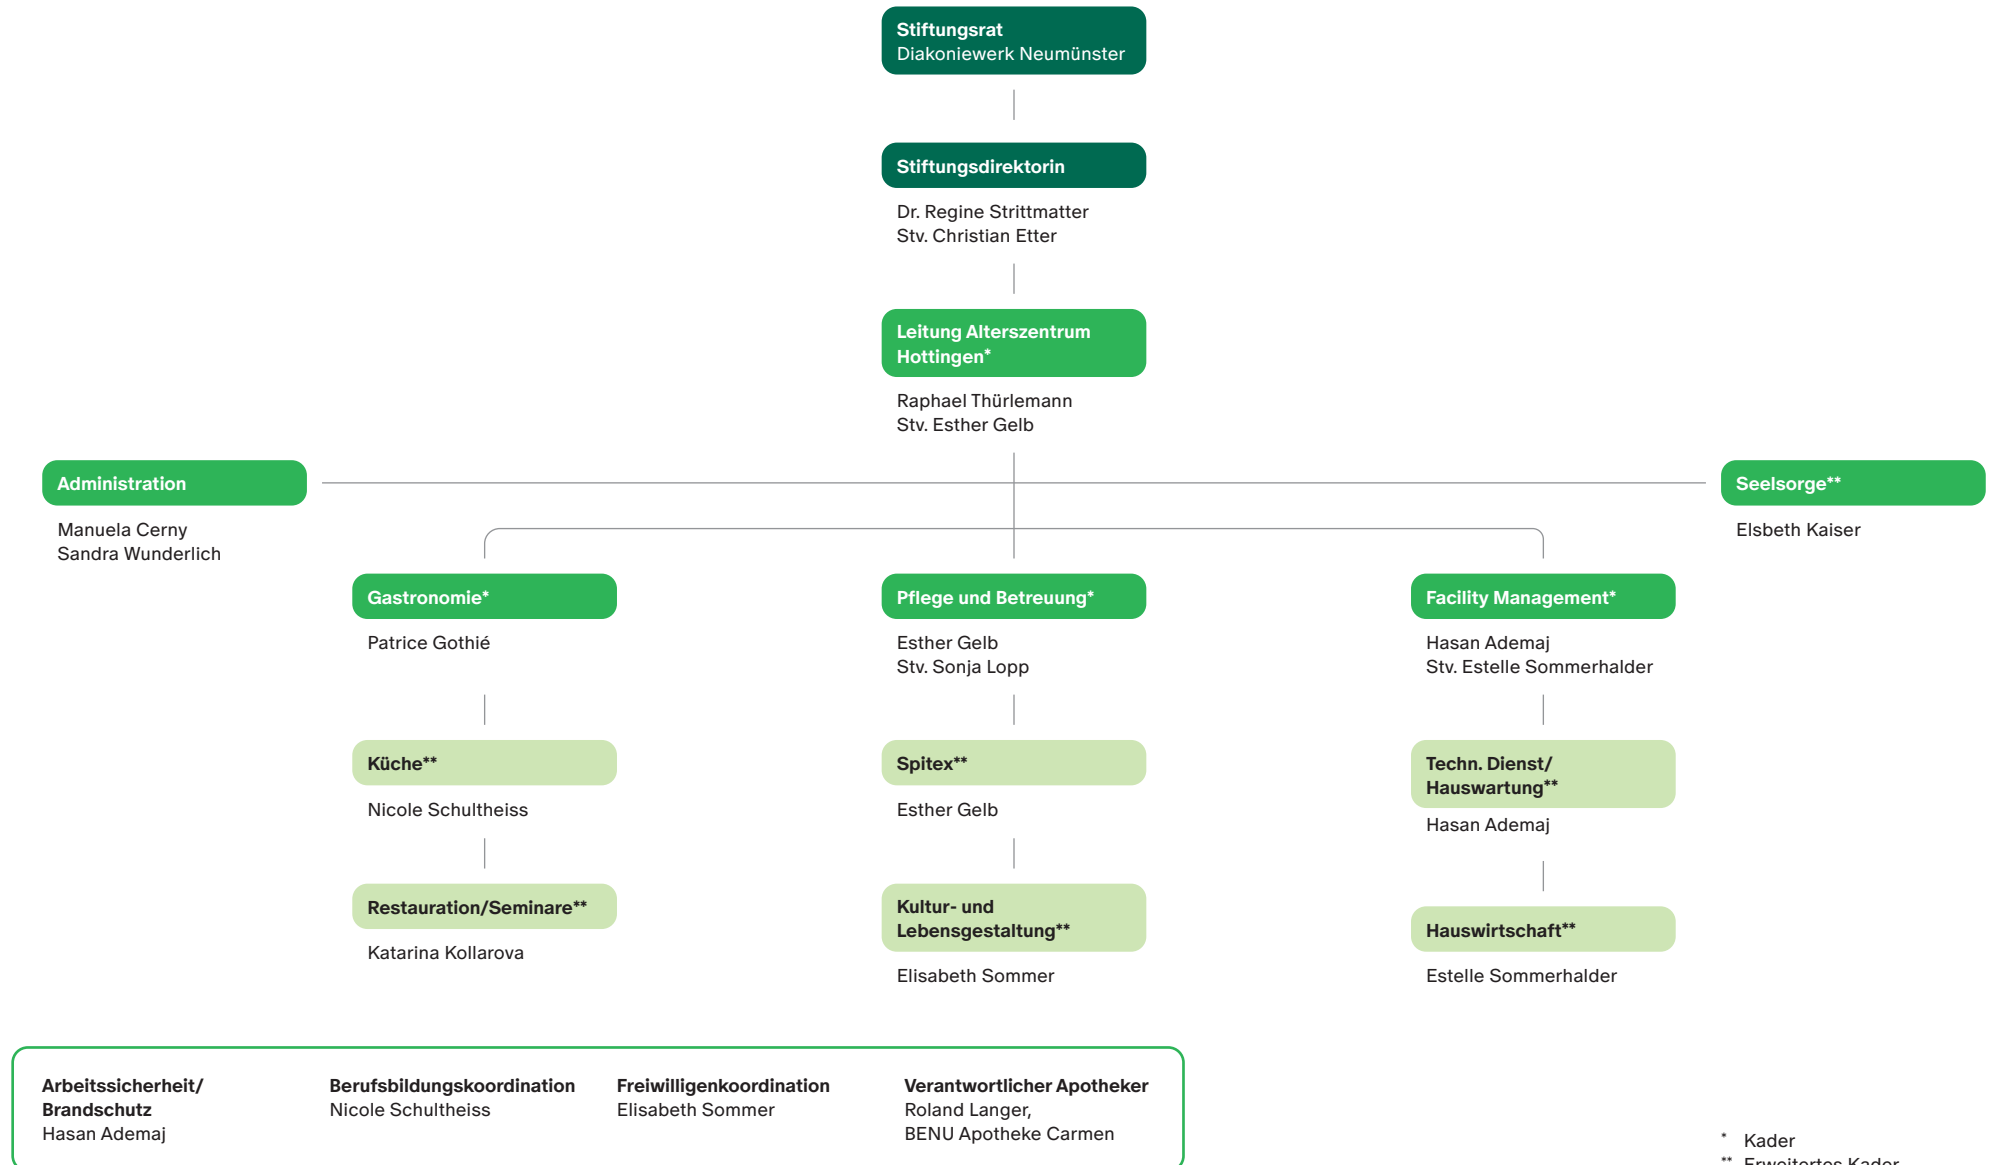 Stiftungsrat
Diakoniewerk Neumünster
Stiftungsdirektorin
Dr. Regine Strittmatter
Stv. Christian Etter
Leitung Alterszentrum
Hottingen*
Raphael Thürlemann
Stv. Esther Gelb
Administration
Manuela Cerny
Sandra Wunderlich
Seelsorge**
Elsbeth Kaiser
Gastronomie*
Patrice Gothié
Küche**
Nicole Schultheiss
Restauration/Seminare**
Katarina Kollarova
Pflege und Betreuung*
Esther Gelb
Stv. Sonja Lopp
Spitex**
Esther Gelb
Kultur- und
Lebensgestaltung**
Elisabeth Sommer
Facility Management*
Hasan Ademaj
Stv. Estelle Sommerhalder
Techn. Dienst/
Hauswartung**
Hasan Ademaj
Hauswirtschaft**
Estelle Sommerhalder
Arbeitssicherheit/
Brandschutz
Hasan Ademaj
Berufsbildungskoordination
Nicole Schultheiss
Freiwilligenkoordination
Elisabeth Sommer
Verantwortlicher Apotheker
Roland Langer,
BENU Apotheke Carmen
* Kader
** Erweitertes Kader